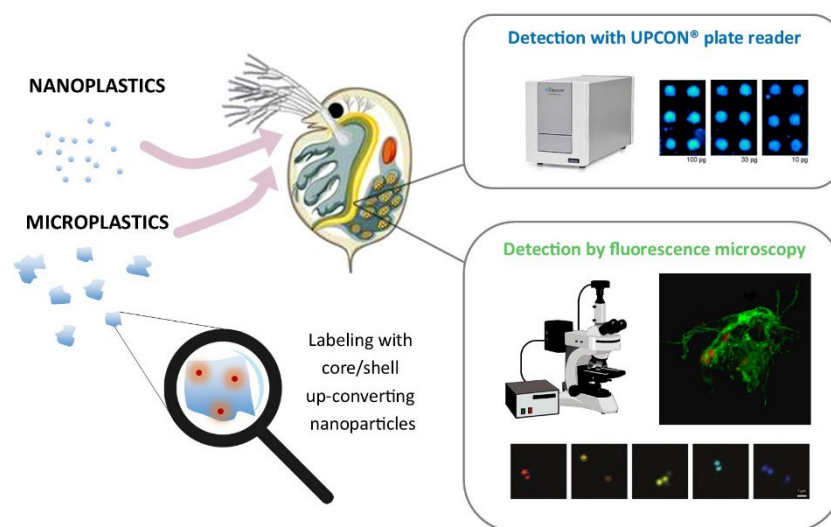 NANOPLASTICS
MICROPLASTICS
Labeling with
core/shell
up-converting
nanoparticles
Detection with UPCON® plate reader
100 pg
33 pg
10 pg
Detection by fluorescence microscopy